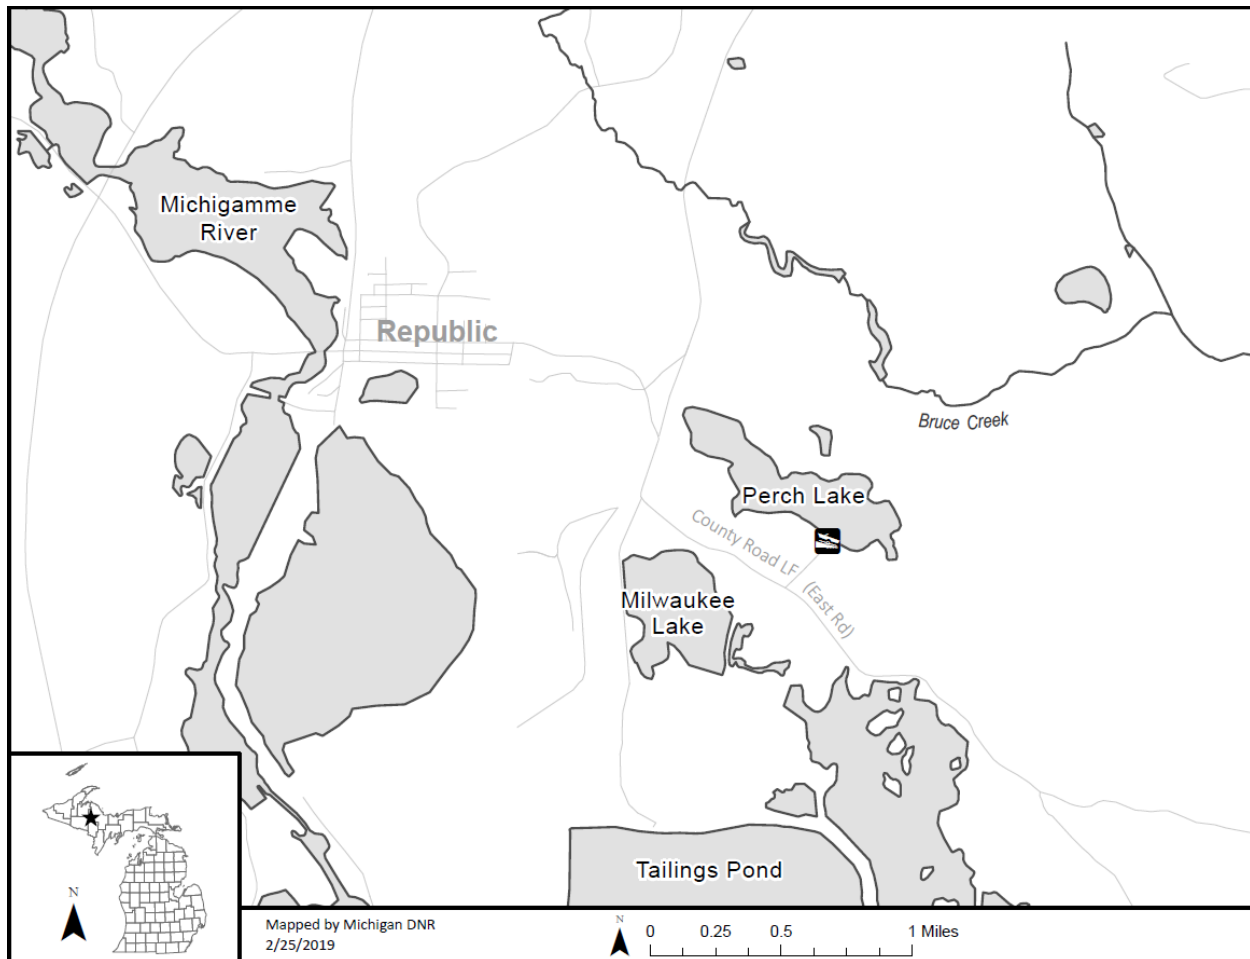 Michigamme
River
Republic
Bruce Creek
Perch Lake
County Road LF
(East Rd)
Milwaukee
Lake
Tailings Pond
N
Mapped by Michigan DNR
2/25/2019
N
0 0.25 0.5 1 Miles